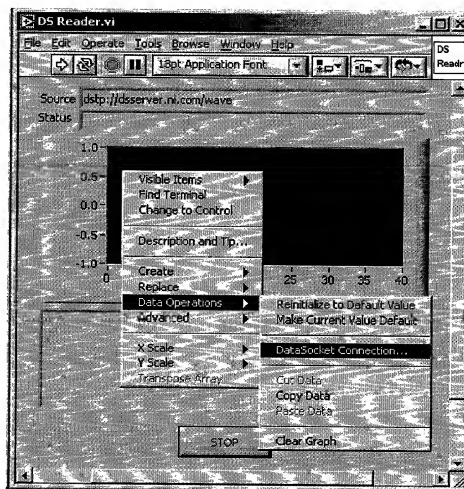 DS Reader.vi
File Edit Operate Tools Browse Window Help
18pt Application Font
DS
Readr
Source dstp://dsserver.ni.com/wave
Status
1.0
0.5
0.0
-0.5
-1.0
0 25 30 35 40
Visible Items
Find Terminal
Change to Control
Description and Tip...
Create
Replace
Data Operations
Advanced
X Scale
Y Scale
Transpose Array
Reinitialize to Default Value
Make Current Value Default
DataSocket Connection...
Cut Data
Copy Data
Paste Data
Clear Graph
STOP